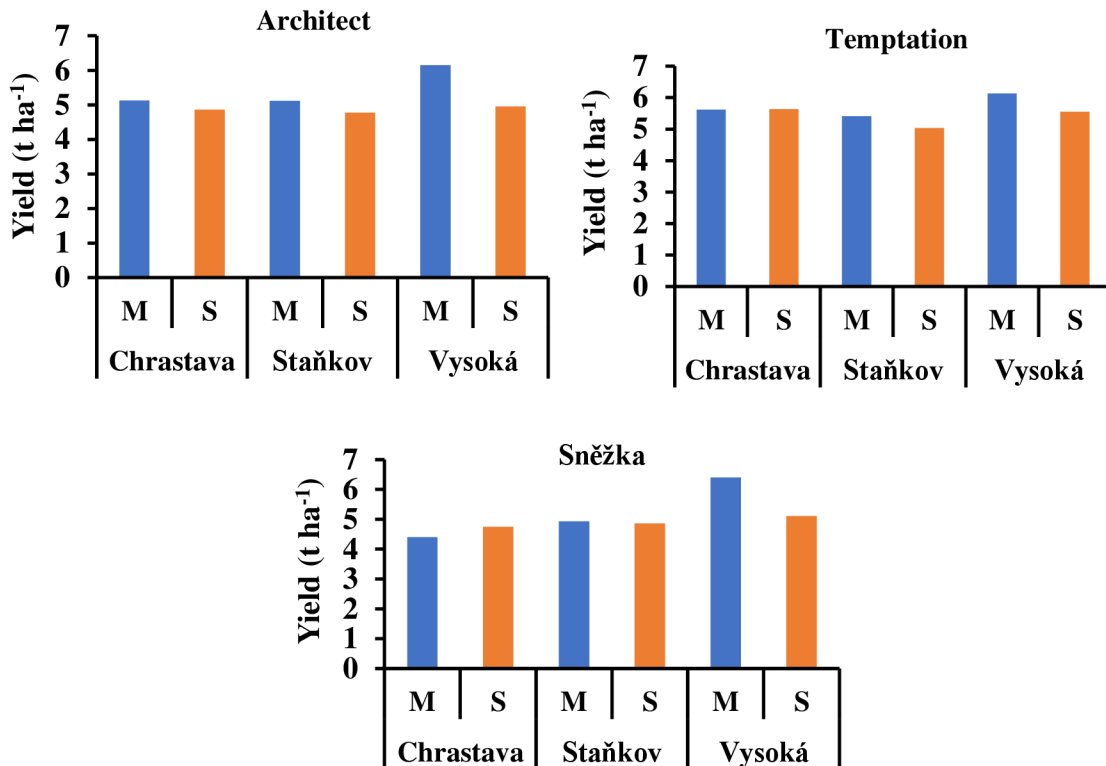 Architect
Yield (t ha⁻¹)
7
6
5
4
3
2
1
0
M S M S M S
Chrastava Staňkov Vysoká
Temptation
Yield (t ha⁻¹)
7
6
5
4
3
2
1
0
M S M S M S
Chrastava Staňkov Vysoká
Sněžka
Yield (t ha⁻¹)
7
6
5
4
3
2
1
0
M S M S M S
Chrastava Staňkov Vysoká